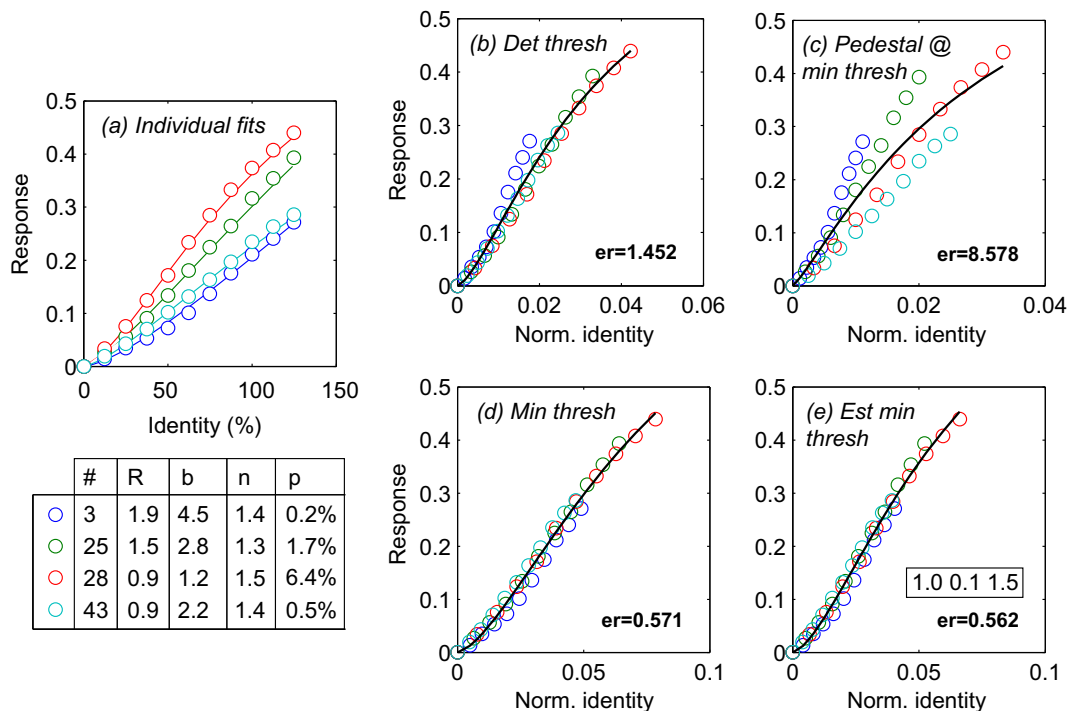 (a) Individual fits
Response
0.5
0.4
0.3
0.2
0.1
0
0 50 100 150
Identity (%)
# R b n p
3 1.9 4.5 1.4 0.2%
25 1.5 2.8 1.3 1.7%
28 0.9 1.2 1.5 6.4%
43 0.9 2.2 1.4 0.5%
(b) Det thresh
Response
0.5
0.4
0.3
0.2
0.1
0
er=1.452
0 0.02 0.04 0.06
Norm. identity
(c) Pedestal @
min thresh
0.5
0.4
0.3
0.2
0.1
0
er=8.578
0 0.02 0.04
Norm. identity
(d) Min thresh
Response
0.5
0.4
0.3
0.2
0.1
0
er=0.571
0 0.05 0.1
Norm. identity
(e) Est min
thresh
0.5
0.4
0.3
0.2
0.1
0
1.0 0.1 1.5
er=0.562
0 0.05 0.1
Norm. identity